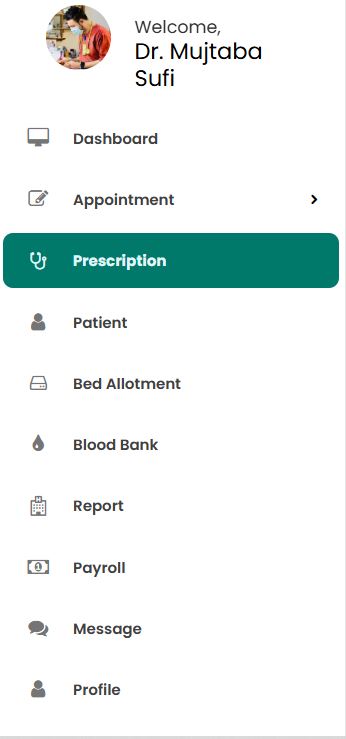 Welcome,
Dr. Mujtaba
Sufi
Dashboard
Appointment
Prescription
Patient
Bed Allotment
Blood Bank
Report
Payroll
Message
Profile